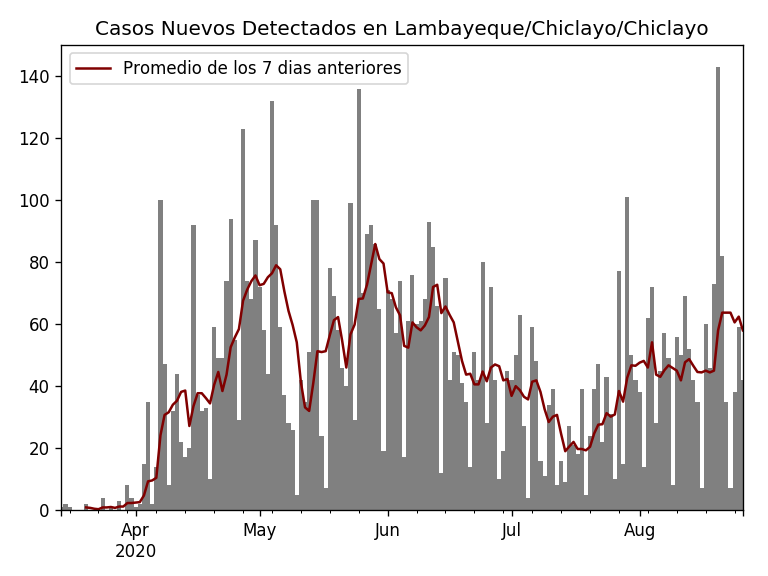 Casos Nuevos Detectados en Lambayeque/Chiclayo/Chiclayo
Promedio de los 7 dias anteriores
140
120
100
80
60
40
20
0
Apr
2020
May
Jun
Jul
Aug